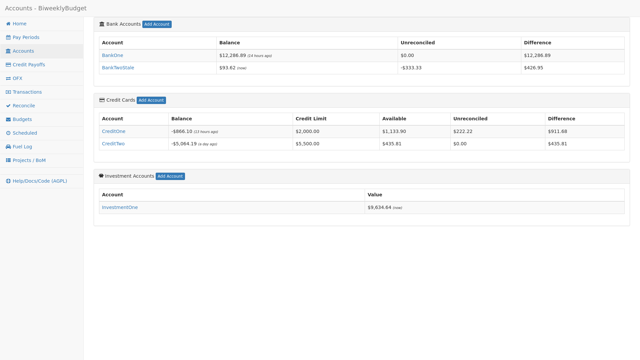 Accounts - BiweeklyBudget
Home
Pay Periods
Accounts
Credit Payoffs
OFX
Transactions
Reconcile
Budgets
Scheduled
Fuel Log
Projects / BoM
Help/Docs/Code (AGPL)
Bank Accounts Add Account
Account Balance Unreconciled Difference
BankOne $12,286.89 (10 hours ago) $0.00 $12,286.89
BankTwoStale $93.62 (now) -$333.33 $426.95
Credit Cards Add Account
Account Balance Credit Limit Available Unreconciled Difference
CreditOne -$866.10 (22 hours ago) $2,000.00 $1,133.90 $222.22 $911.68
CreditTwo -$5,064.19 (a day ago) $5,500.00 $435.81 $0.00 $435.81
Investment Accounts Add Account
Account Value
InvestmentOne $9,634.64 (now)